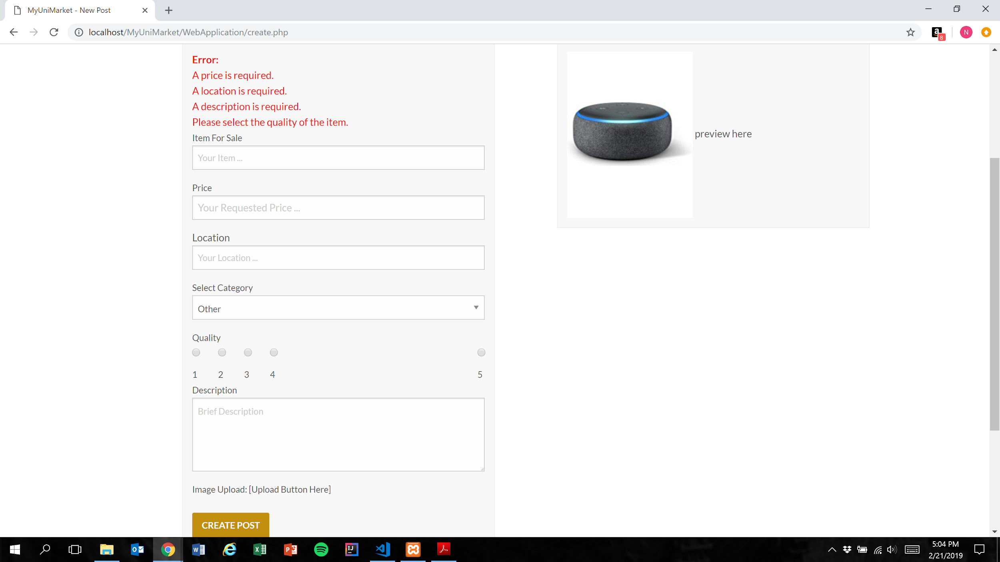 MyUniMarket - New Post
localhost/MyUniMarket/WebApplication/create.php
a
8
N
Error:
A price is required.
A location is required.
A description is required.
Please select the quality of the item.
Item For Sale
Your Item ...
Price
Your Requested Price ...
Location
Your Location ...
Select Category
Other
Quality
1 2 3 4 5
Description
Brief Description
Image Upload: [Upload Button Here]
CREATE POST
preview here
5:04 PM
2/21/2019